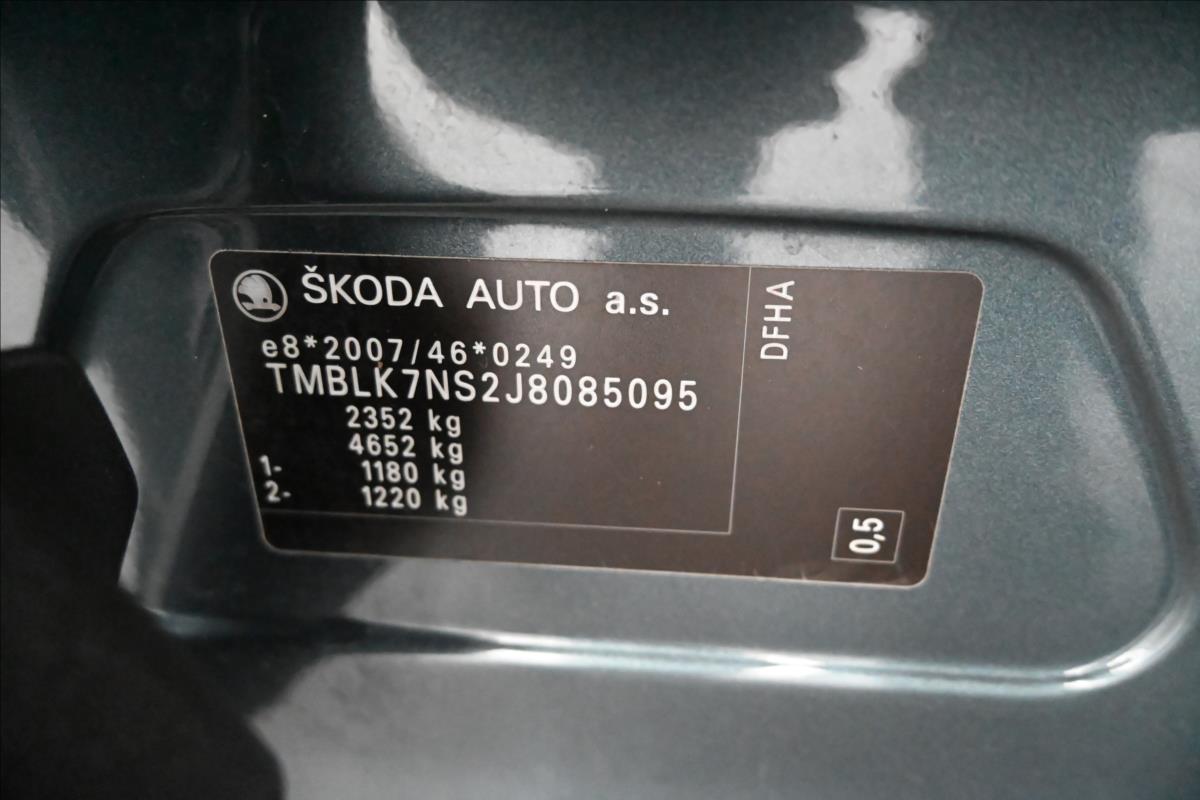 ŠKODA AUTO a.s.
e8*2007/46*0249
TMBLK7NS2J8085095
2352 kg
4652 kg
1- 1180 kg
2- 1220 kg
DFHA
0,5